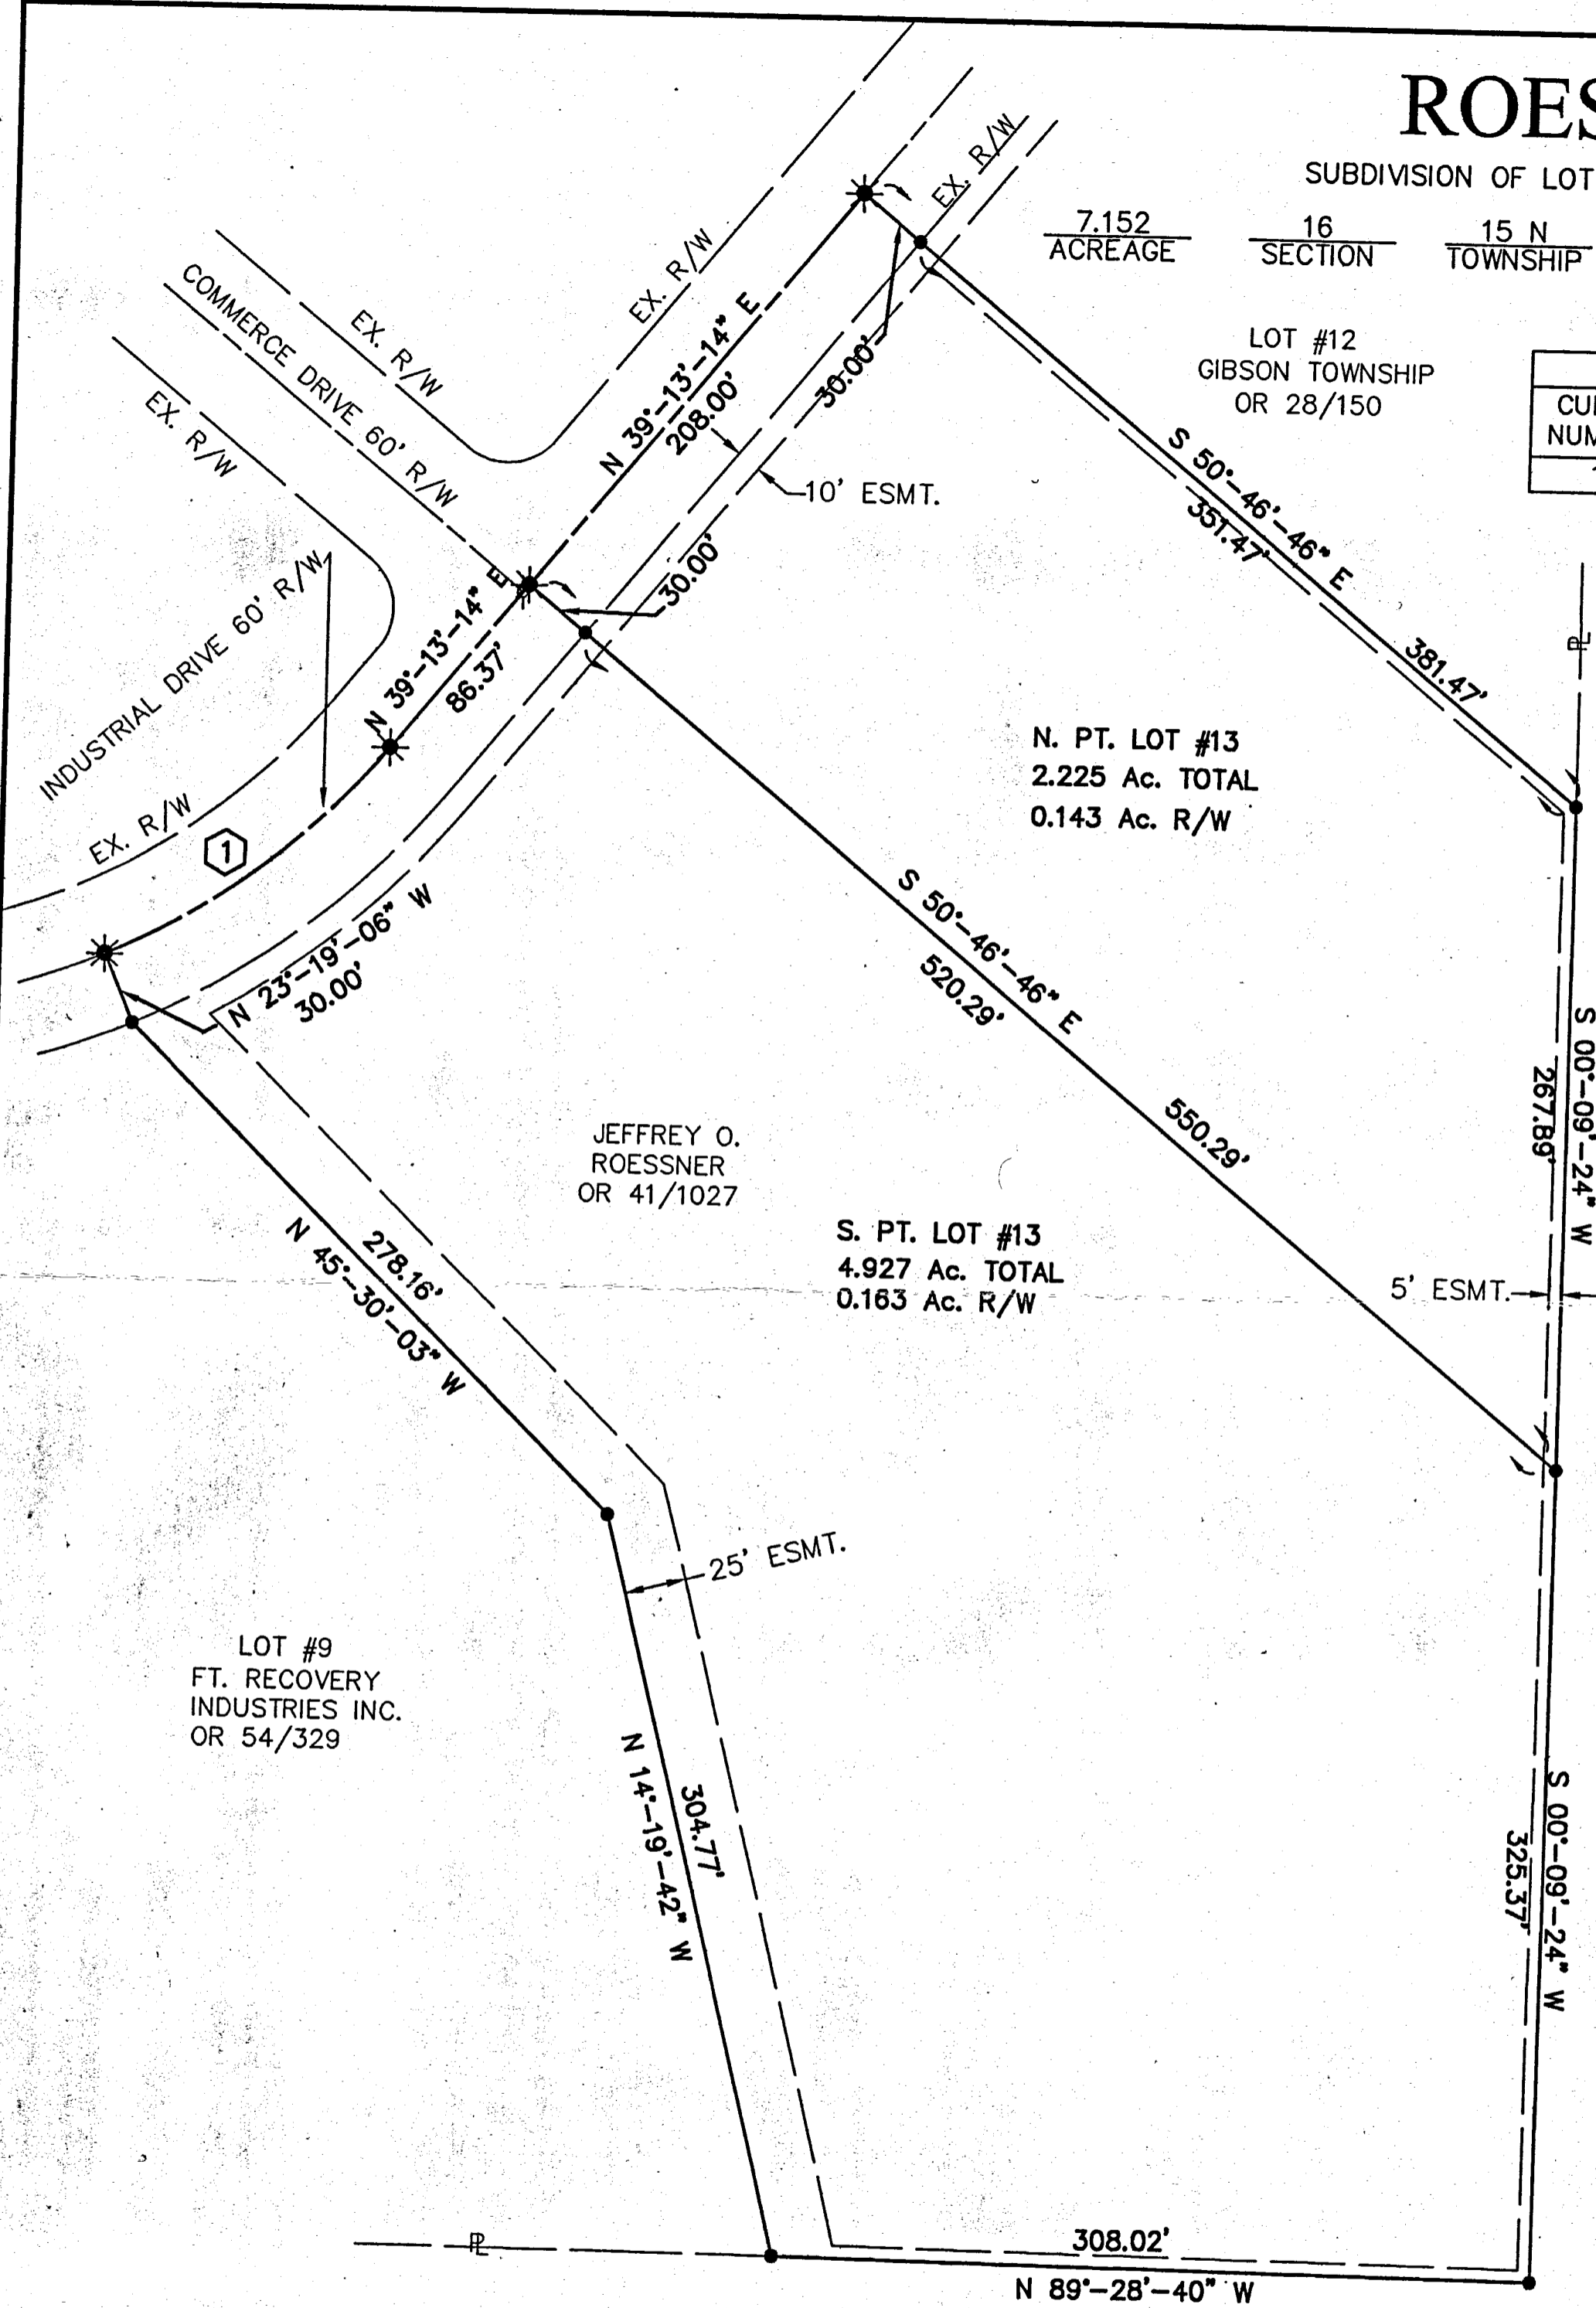 ROES
SUBDIVISION OF LOT
7.152
ACREAGE
16
SECTION
15 N
TOWNSHIP
LOT #12
GIBSON TOWNSHIP
OR 28/150
EX. R/W
EX. R/W
EX. R/W
COMMERCE DRIVE 60' R/W
EX. R/W
INDUSTRIAL DRIVE 60' R/W
EX. R/W
N 39°-13'-14" E
208.00'
30.00'
10' ESMT.
30.00'
N 39°-13'-14" E
86.37'
1
N 23°-19'-06" W
30.00'
S 50°-46'-46" E
351.47'
381.47'
PL
N. PT. LOT #13
2.225 Ac. TOTAL
0.143 Ac. R/W
S 50°-46'-46" E
520.29'
550.29'
S 00°-09'-24" W
267.89'
5' ESMT.
JEFFREY O.
ROESSNER
OR 41/1027
S. PT. LOT #13
4.927 Ac. TOTAL
0.163 Ac. R/W
278.16'
N 45°-30'-03" W
25' ESMT.
LOT #9
FT. RECOVERY
INDUSTRIES INC.
OR 54/329
304.77'
N 14°-19'-42" W
S 00°-09'-24" W
325.37'
PL
308.02'
N 89°-28'-40" W